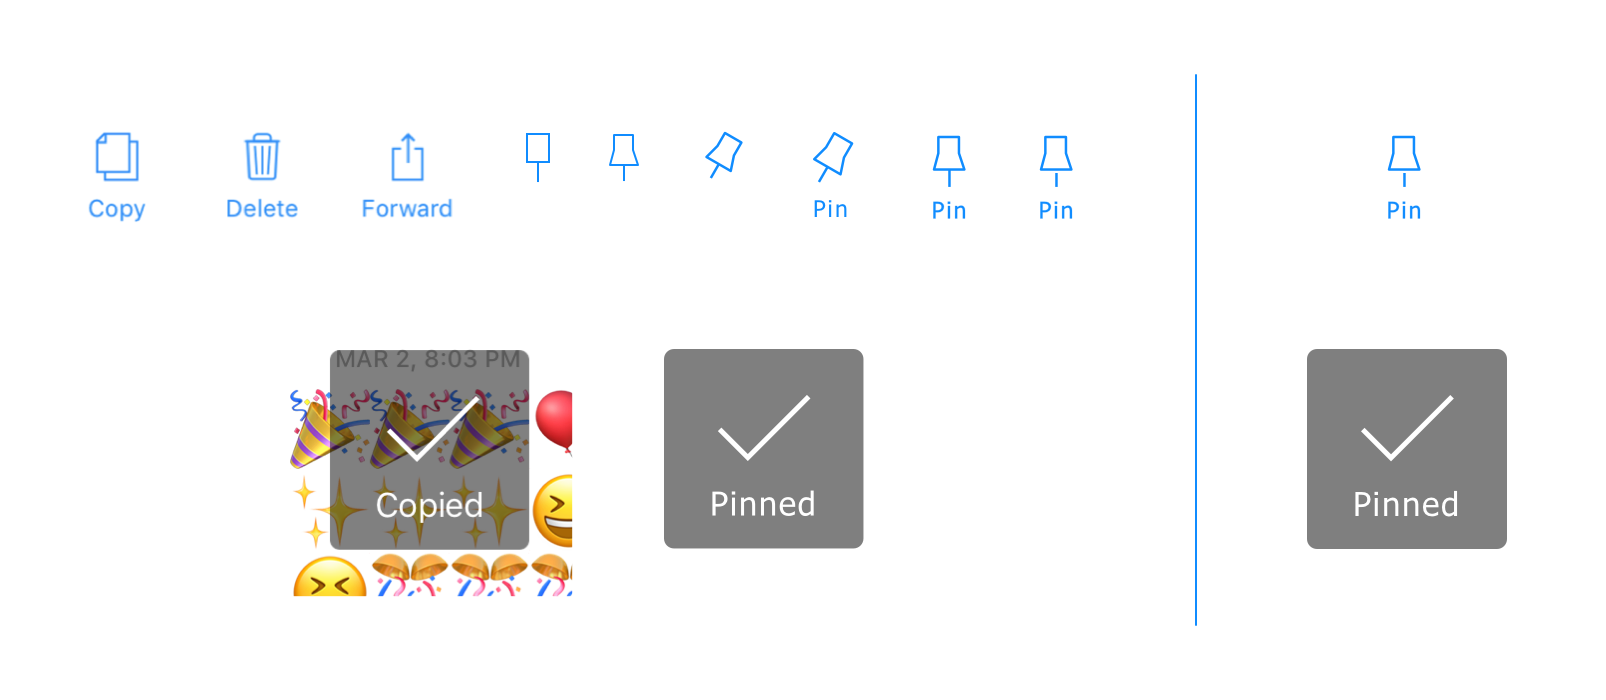 Copy
Delete
Forward
Pin
Pin
Pin
Pin
MAR 2, 8:03 PM
Copied
Pinned
Pinned